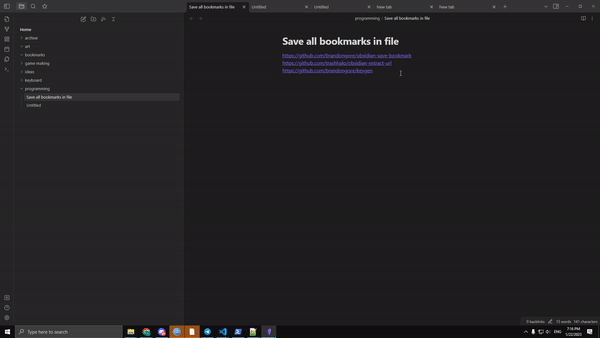 Save all bookmarks in file
Untitled
Untitled
New tab
New tab
programming / Save all bookmarks in file
Home
archive
art
bookmarks
game making
ideas
keyboard
programming
Save all bookmarks in file
Untitled
Save all bookmarks in file
https://github.com/brandongore/obsidian-save-bookmark
https://github.com/trashhalo/obsidian-extract-url
https://github.com/brandongore/keygen
0 backlinks
15 words
141 characters
Type here to search
ENG
7:16 PM
1/22/2023